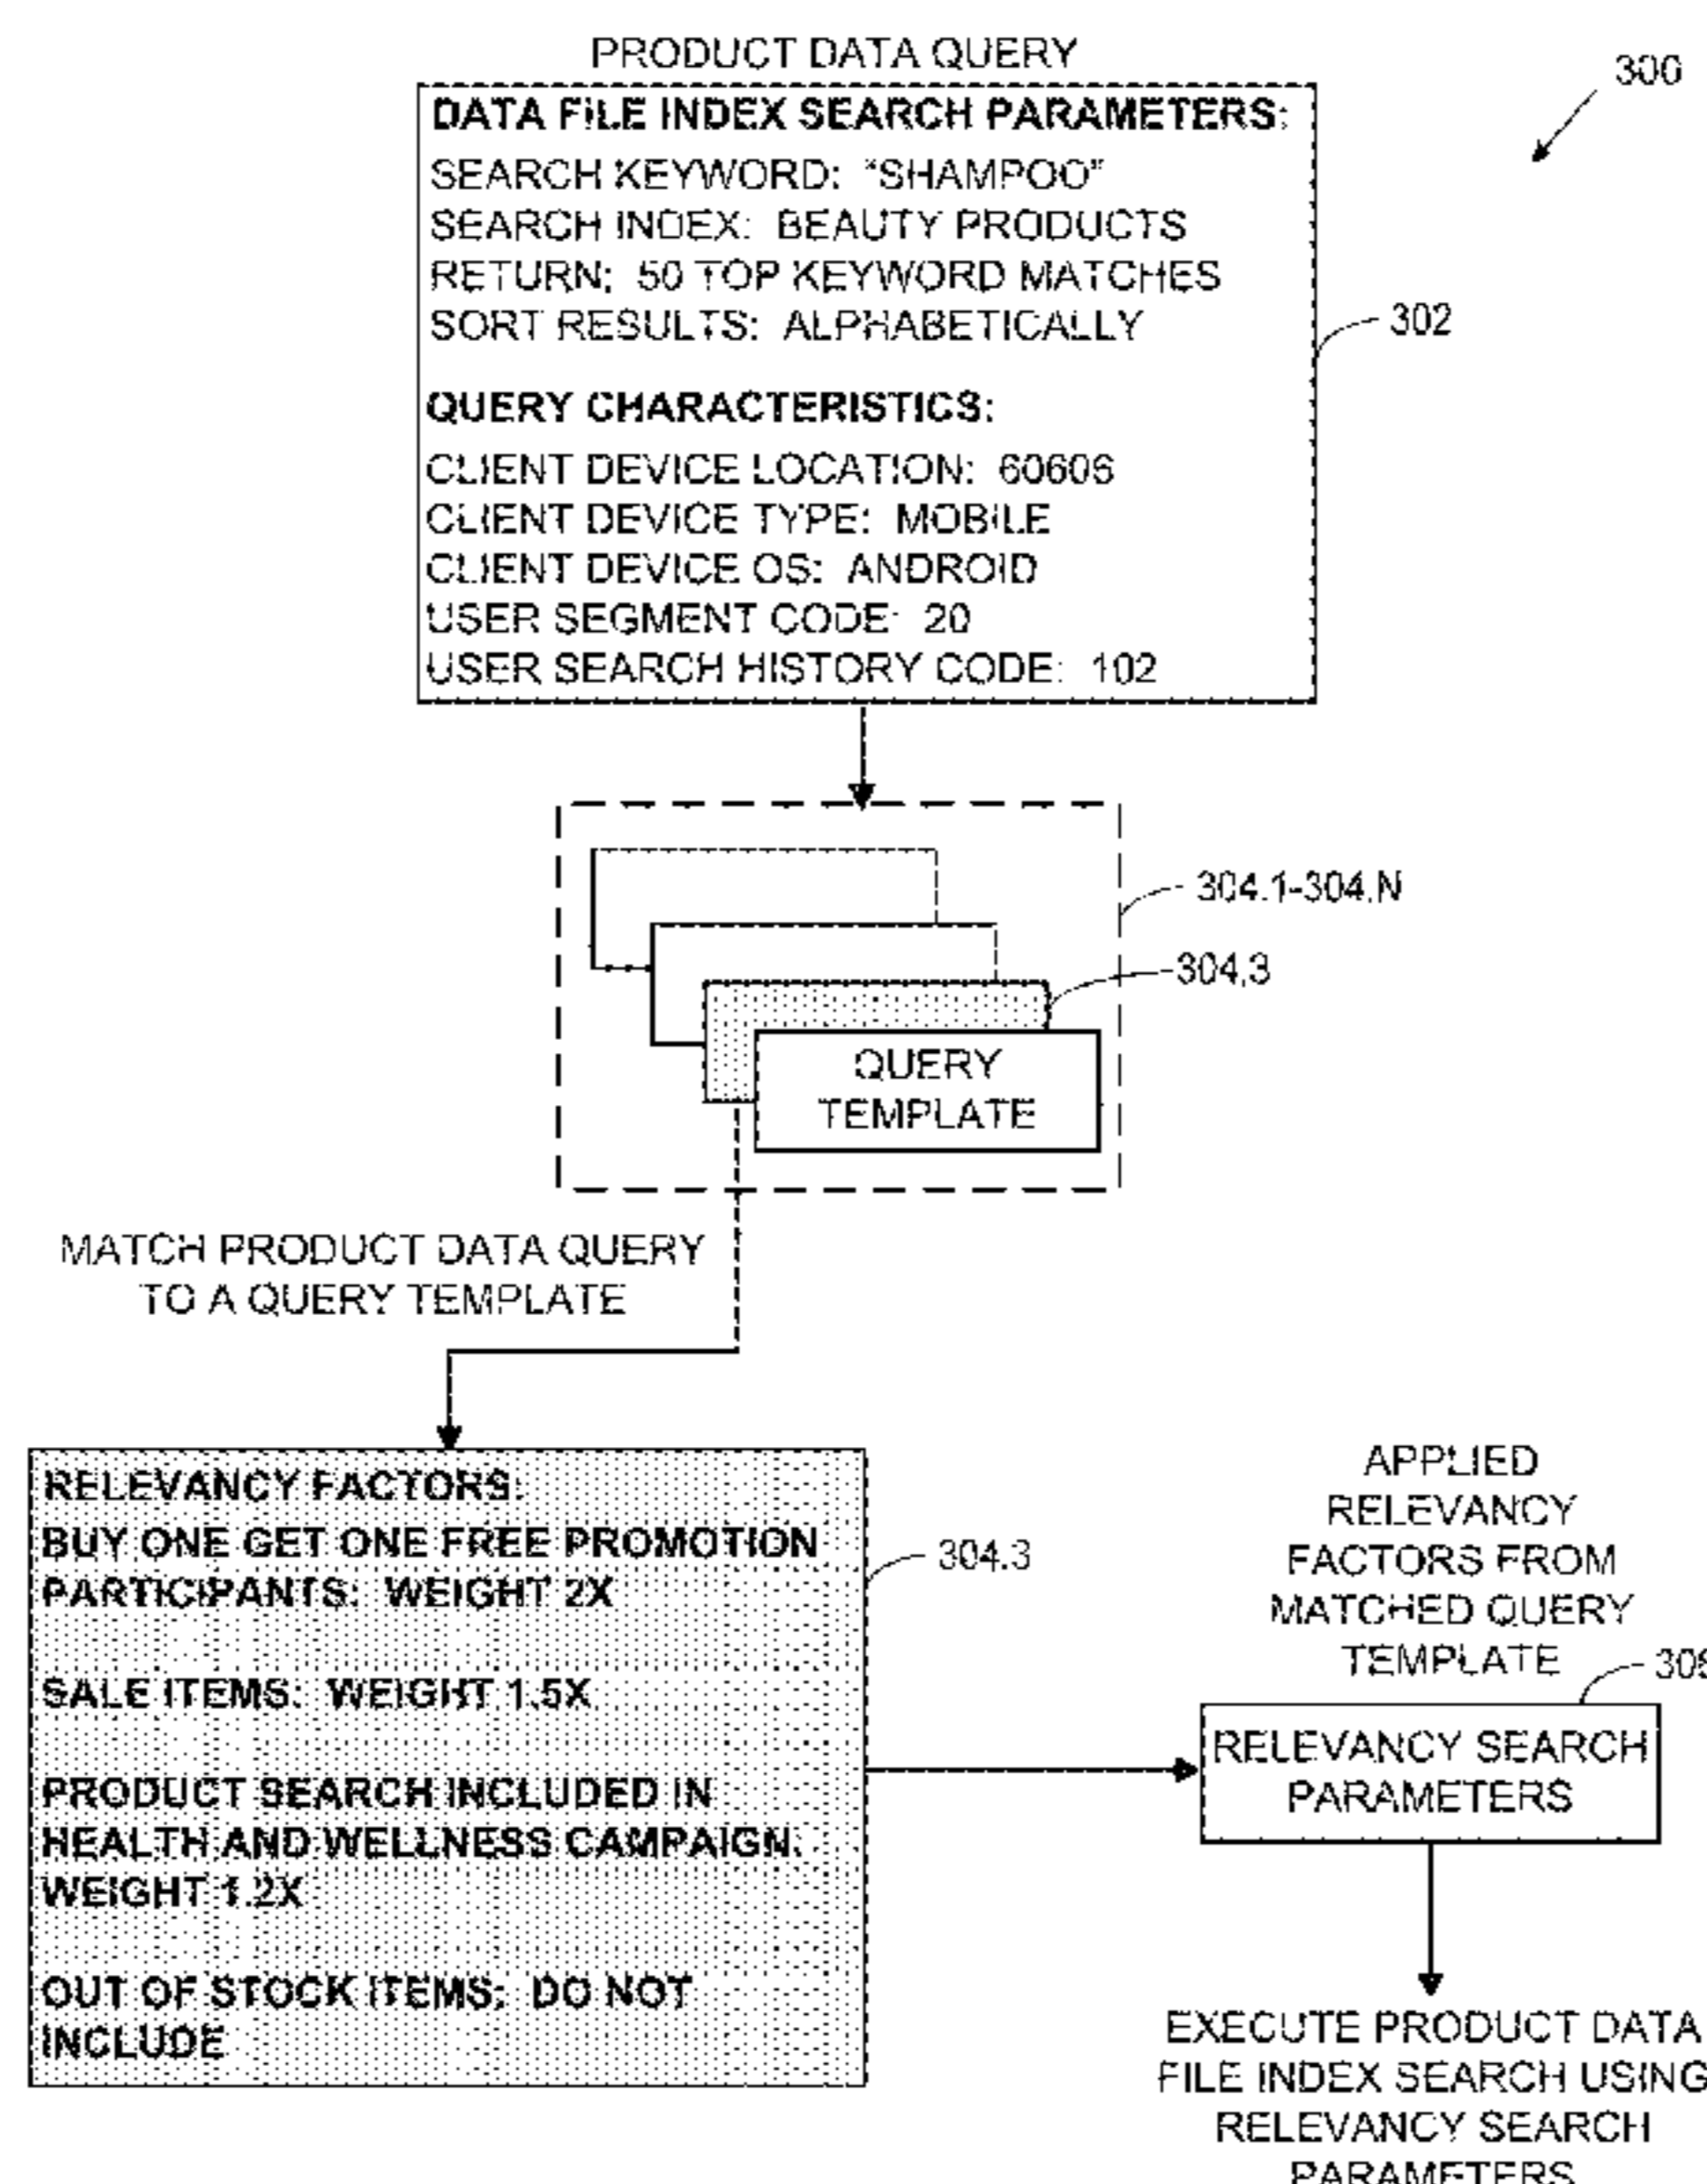 PRODUCT DATA QUERY
300
DATA FILE INDEX SEARCH PARAMETERS:
SEARCH KEYWORD: "SHAMPOO"
SEARCH INDEX: BEAUTY PRODUCTS
RETURN: 50 TOP KEYWORD MATCHES
SORT RESULTS: ALPHABETICALLY
302
QUERY CHARACTERISTICS:
CLIENT DEVICE LOCATION: 60606
CLIENT DEVICE TYPE: MOBILE
CLIENT DEVICE OS: ANDROID
USER SEGMENT CODE: 20
USER SEARCH HISTORY CODE: 102
304.1-304.N
304.3
QUERY
TEMPLATE
MATCH PRODUCT DATA QUERY
TO A QUERY TEMPLATE
RELEVANCY FACTORS:
BUY ONE GET ONE FREE PROMOTION
PARTICIPANTS: WEIGHT 2X
304.3
SALE ITEMS: WEIGHT 1.5X
PRODUCT SEARCH INCLUDED IN
HEALTH AND WELLNESS CAMPAIGN:
WEIGHT 1.2X
OUT OF STOCK ITEMS: DO NOT
INCLUDE
APPLIED
RELEVANCY
FACTORS FROM
MATCHED QUERY
TEMPLATE
RELEVANCY SEARCH
PARAMETERS
EXECUTE PRODUCT DATA
FILE INDEX SEARCH USING
RELEVANCY SEARCH
PARAMETERS